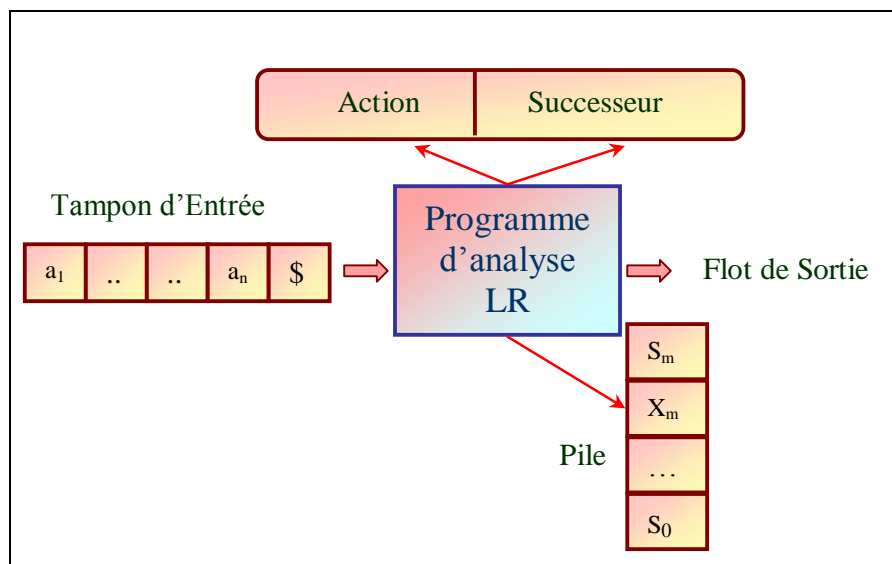 Action Successeur
Tampon d’Entrée
a1 .. .. an $
Programme
d’analyse
LR
Flot de Sortie
Sm
Xm
Pile
…
S0